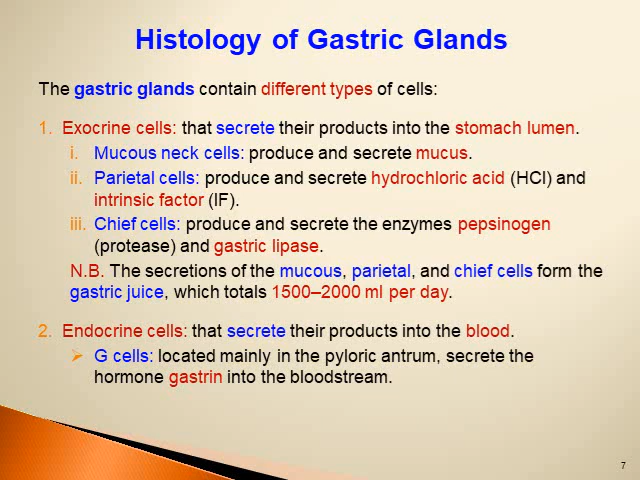 Histology of Gastric Glands
The gastric glands contain different types of cells:
1. Exocrine cells: that secrete their products into the stomach lumen.
i. Mucous neck cells: produce and secrete mucus.
ii. Parietal cells: produce and secrete hydrochloric acid (HCl) and
intrinsic factor (IF).
iii. Chief cells: produce and secrete the enzymes pepsinogen
(protease) and gastric lipase.
N.B. The secretions of the mucous, parietal, and chief cells form the
gastric juice, which totals 1500–2000 ml per day.
2. Endocrine cells: that secrete their products into the blood.
➢ G cells: located mainly in the pyloric antrum, secrete the
hormone gastrin into the bloodstream.
7